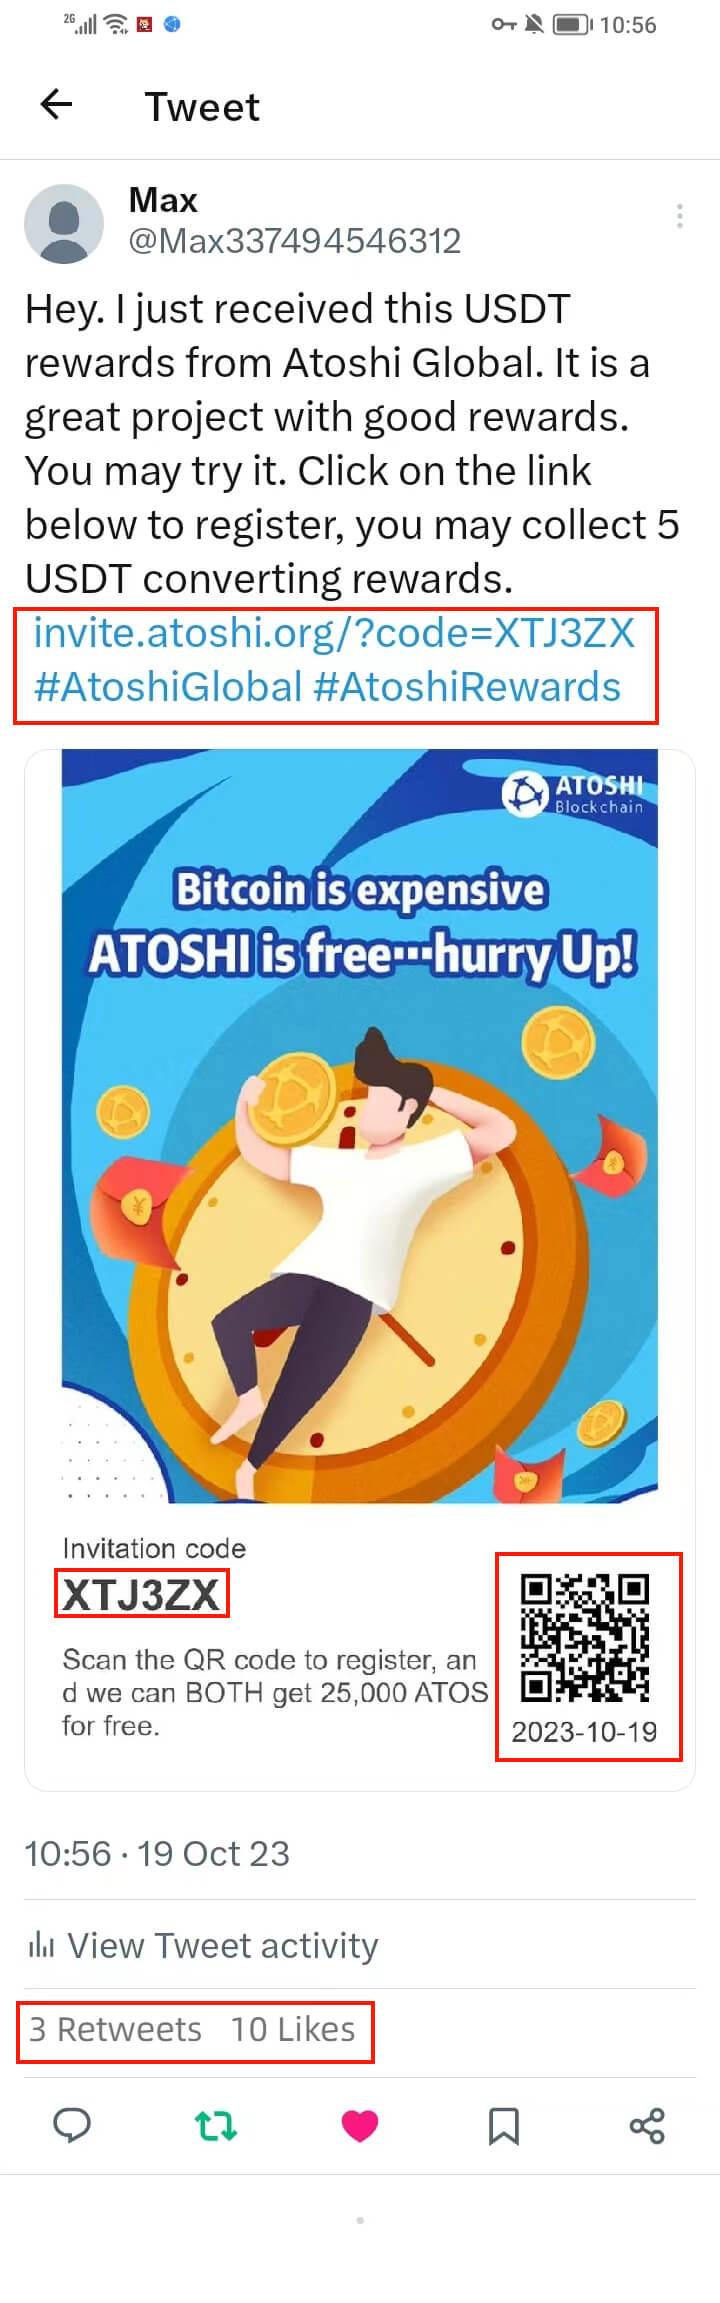 2G 10:56
Tweet
Max
@Max337494546312
Hey. I just received this USDT
rewards from Atoshi Global. It is a
great project with good rewards.
You may try it. Click on the link
below to register, you may collect 5
USDT converting rewards.
invite.atoshi.org/?code=XTJ3ZX
#AtoshiGlobal #AtoshiRewards
ATOSHI
Blockchain
Bitcoin is expensive
ATOSHI is free···hurry Up!
¥
¥
Invitation code
XTJ3ZX
Scan the QR code to register, an
d we can BOTH get 25,000 ATOS
for free.
2023-10-19
10:56 · 19 Oct 23
View Tweet activity
3 Retweets 10 Likes